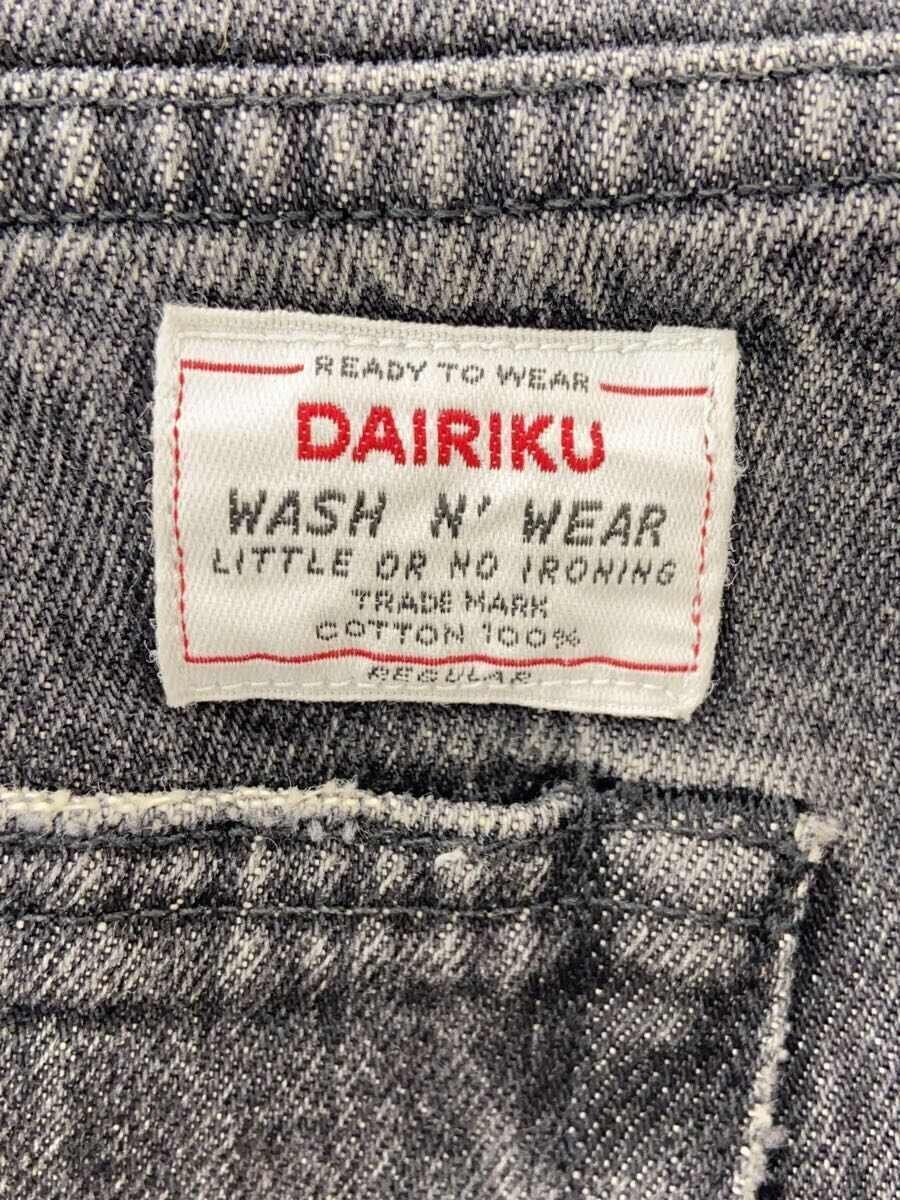 READY TO WEAR
DAIRIKU
WASH N' WEAR
LITTLE OR NO IRONING
TRADE MARK
COTTON 100%
REGULAR